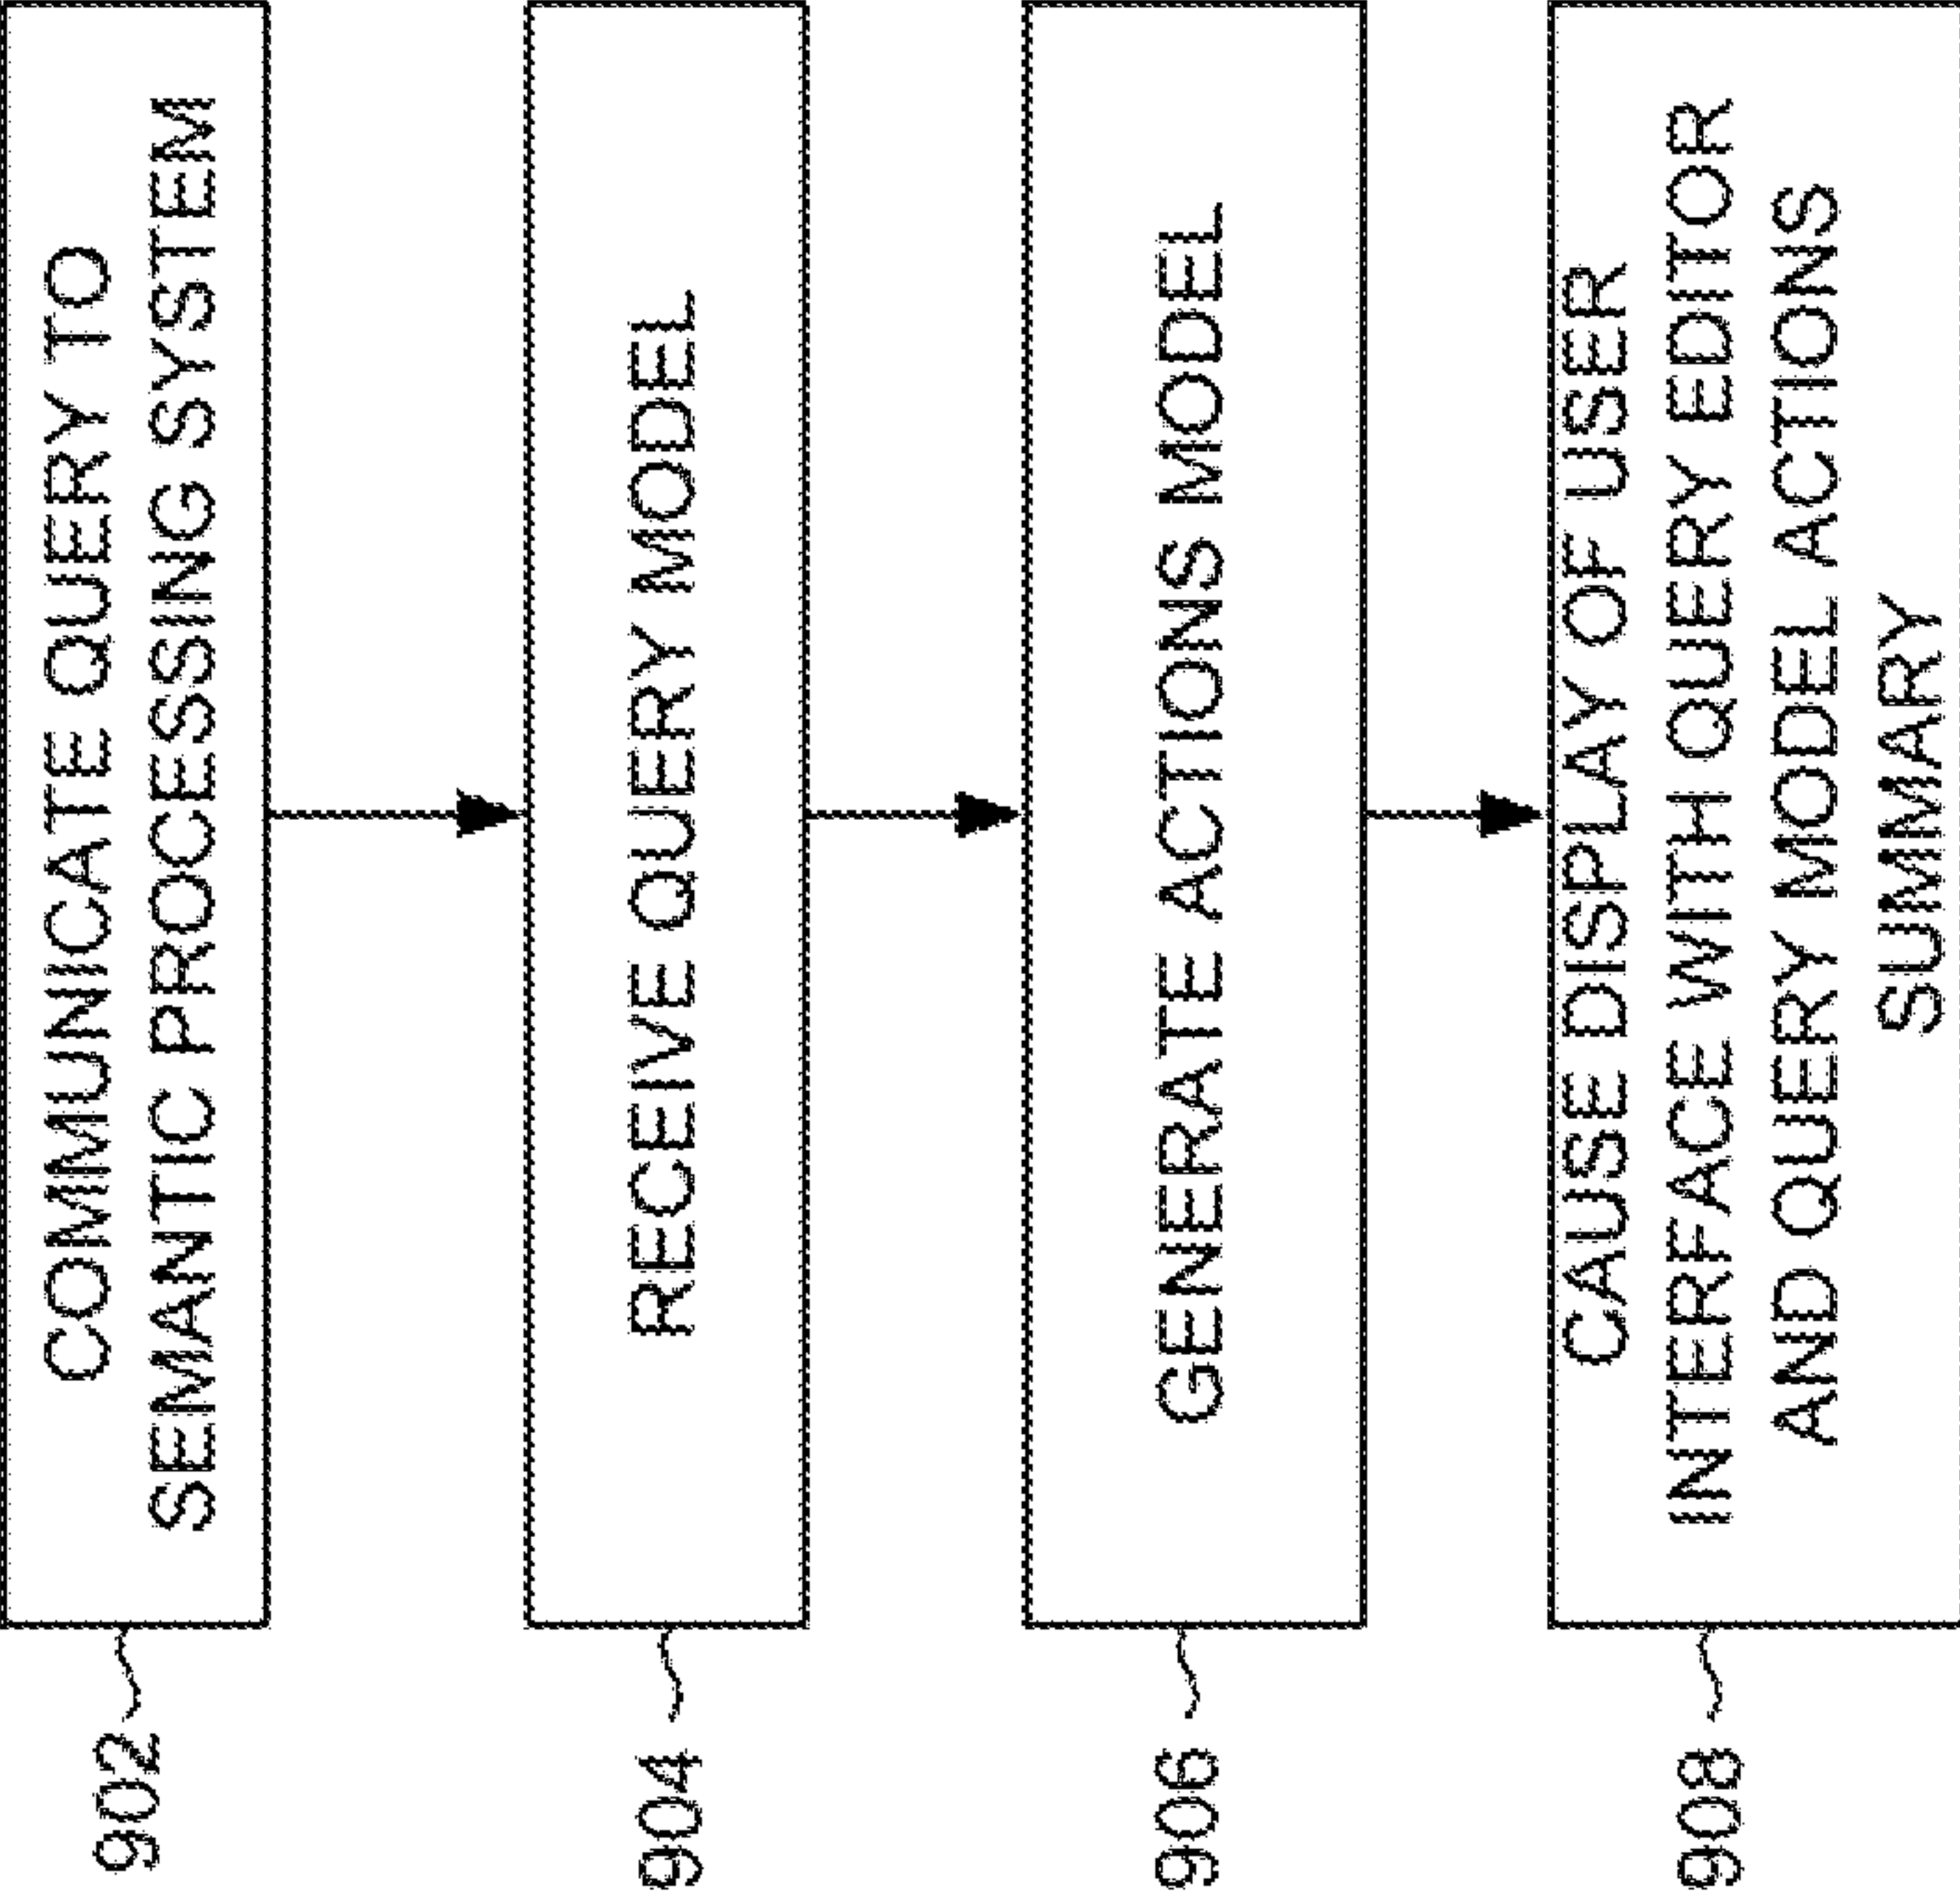 902
COMMUNICATE QUERY TO
SEMANTIC PROCESSING SYSTEM
904
RECEIVE QUERY MODEL
906
GENERATE ACTIONS MODEL
908
CAUSE DISPLAY OF USER
INTERFACE WITH QUERY EDITOR
AND QUERY MODEL ACTIONS
SUMMARY